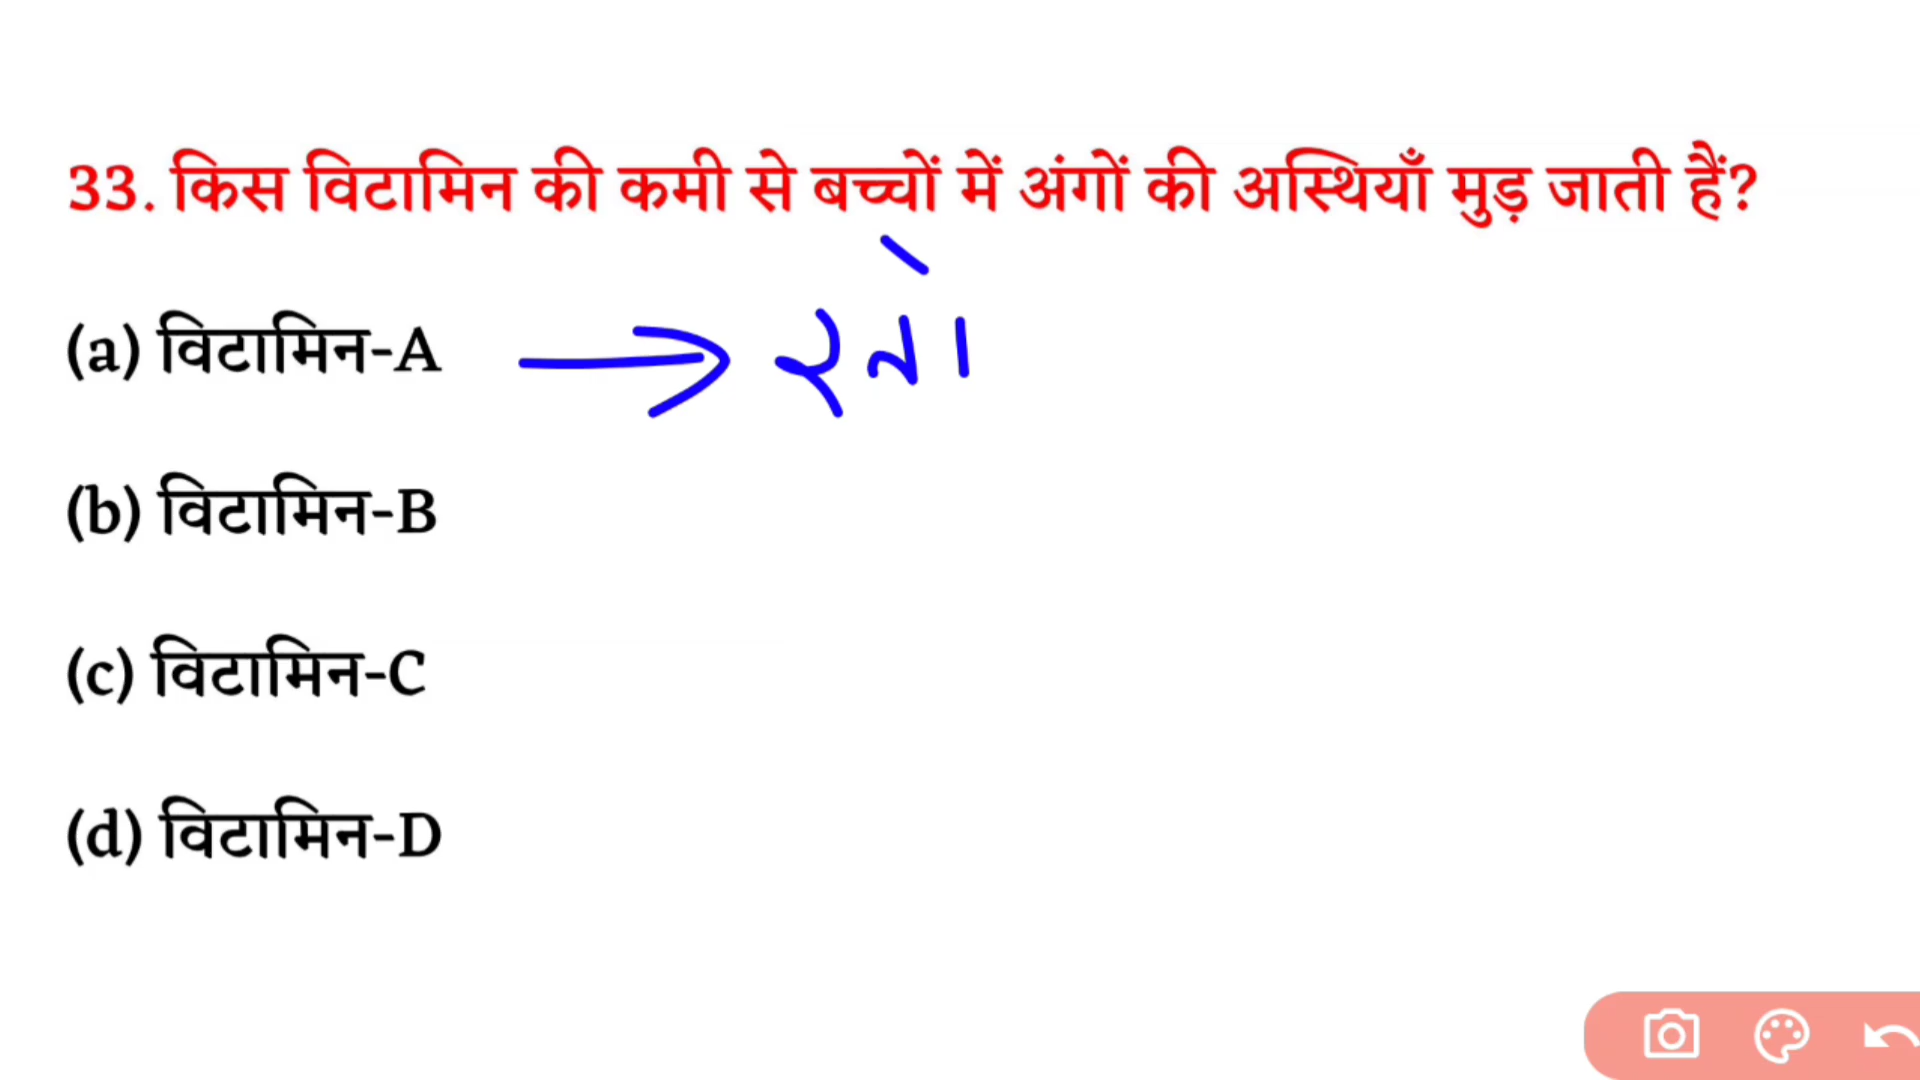 33. किस विटामिन की कमी से बच्चों में अंगों की अस्थियाँ मुड़ जाती हैं?
(a) विटामिन-A
(b) विटामिन-B
(c) विटामिन-C
(d) विटामिन-D